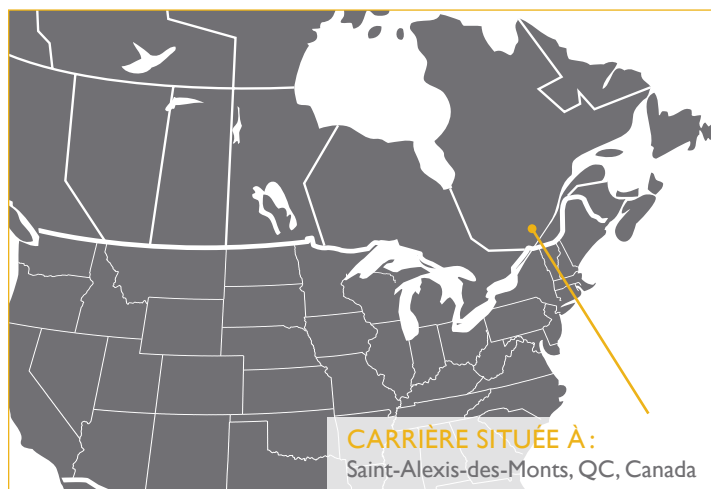 CARRIÈRE SITUÉE À :
Saint-Alexis-des-Monts, QC, Canada